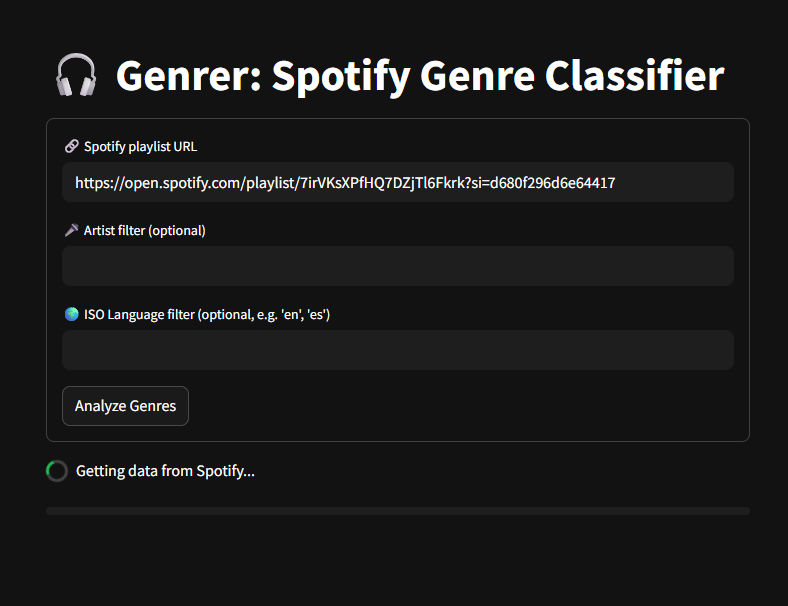 Genrer: Spotify Genre Classifier
Spotify playlist URL
https://open.spotify.com/playlist/7irVKsXPfHQ7DZjTl6Fkrk?si=d680f296d6e64417
Artist filter (optional)
ISO Language filter (optional, e.g. 'en', 'es')
Analyze Genres
Getting data from Spotify...